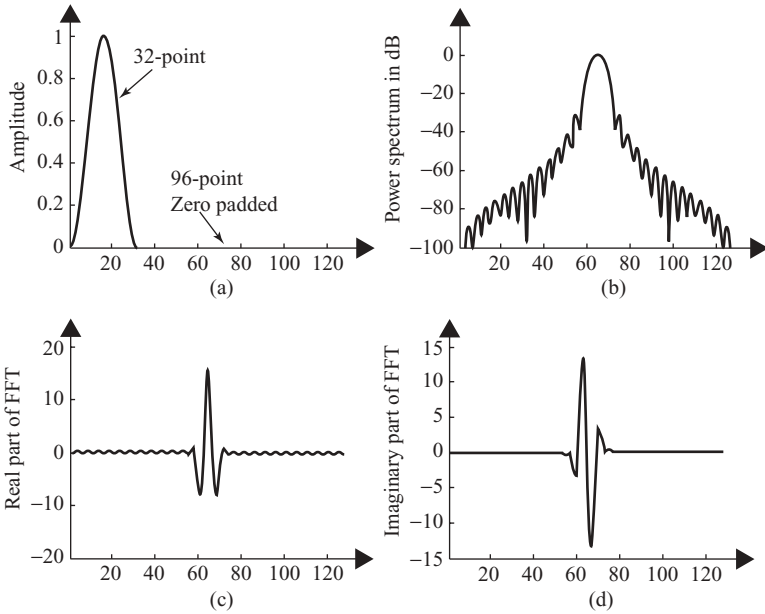 Amplitude
1
0.8
0.6
0.4
0.2
0
32-point
96-point
Zero padded
20 40 60 80 100 120
(a)
Power spectrum in dB
0
−20
−40
−60
−80
−100
20 40 60 80 100 120
(b)
Real part of FFT
20
10
0
−10
−20
20 40 60 80 100 120
(c)
Imaginary part of FFT
15
10
5
0
−5
−10
−15
20 40 60 80 100 120
(d)